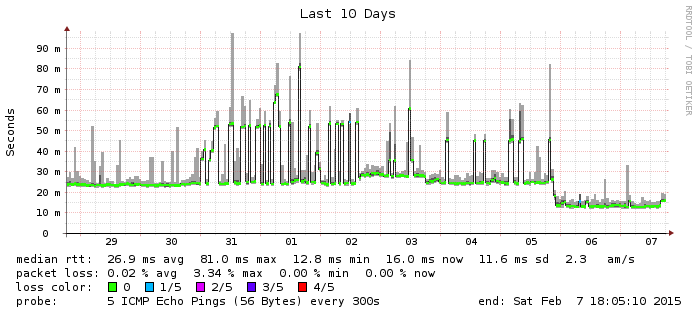 Last 10 Days
RRDTOOL / TOBI OETIKER
Seconds
90 m
80 m
70 m
60 m
50 m
40 m
30 m
20 m
10 m
0
29 30 31 01 02 03 04 05 06 07
median rtt: 26.9 ms avg 81.0 ms max 12.8 ms min 16.0 ms now 11.6 ms sd 2.3 am/s
packet loss: 0.02 % avg 3.34 % max 0.00 % min 0.00 % now
loss color: 0 1/5 2/5 3/5 4/5
probe: 5 ICMP Echo Pings (56 Bytes) every 300s end: Sat Feb 7 18:05:10 2015